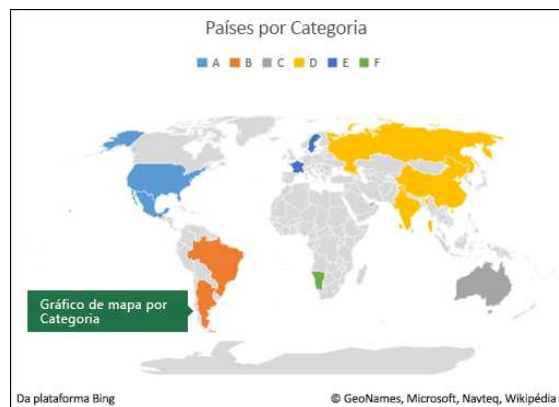 Países por Categoria
A B C D E F
Gráfico de mapa por
Categoria
Da plataforma Bing
© GeoNames, Microsoft, Navteq, Wikipédia